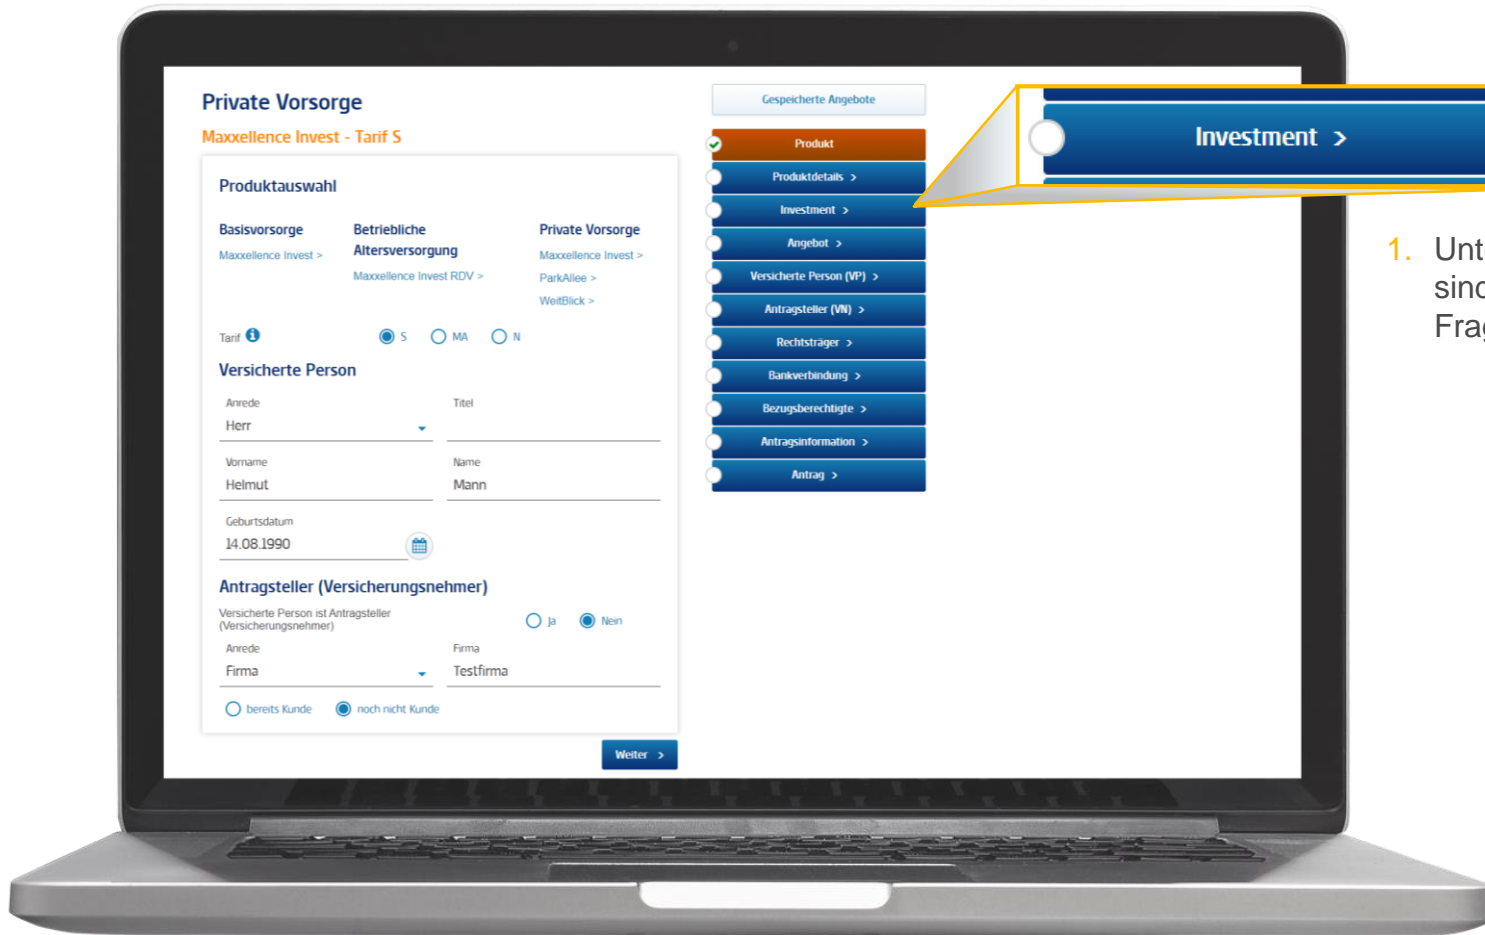 Private Vorsorge
Maxxellence Invest - Tarif S
Produktauswahl
Basisvorsorge
Maxxellence Invest >
Betriebliche
Altersversorgung
Maxxellence Invest RDV >
Private Vorsorge
Maxxellence Invest >
ParkAllee >
WeitBlick >
Tarif S MA N
Versicherte Person
Anrede Titel
Herr
Vorname Name
Helmut Mann
Geburtsdatum
14.08.1990
Antragsteller (Versicherungsnehmer)
Versicherte Person ist Antragsteller
(Versicherungsnehmer)
Ja Nein
Anrede Firma
Firma Testfirma
bereits Kunde noch nicht Kunde
Weiter >
Gespeicherte Angebote
Produkt
Produktdetails >
Investment >
Angebot >
Versicherte Person (VP) >
Antragsteller (VN) >
Rechtsträger >
Bankverbindung >
Bezugsberechtigte >
Antragsinformation >
Antrag >
Investment >
1.